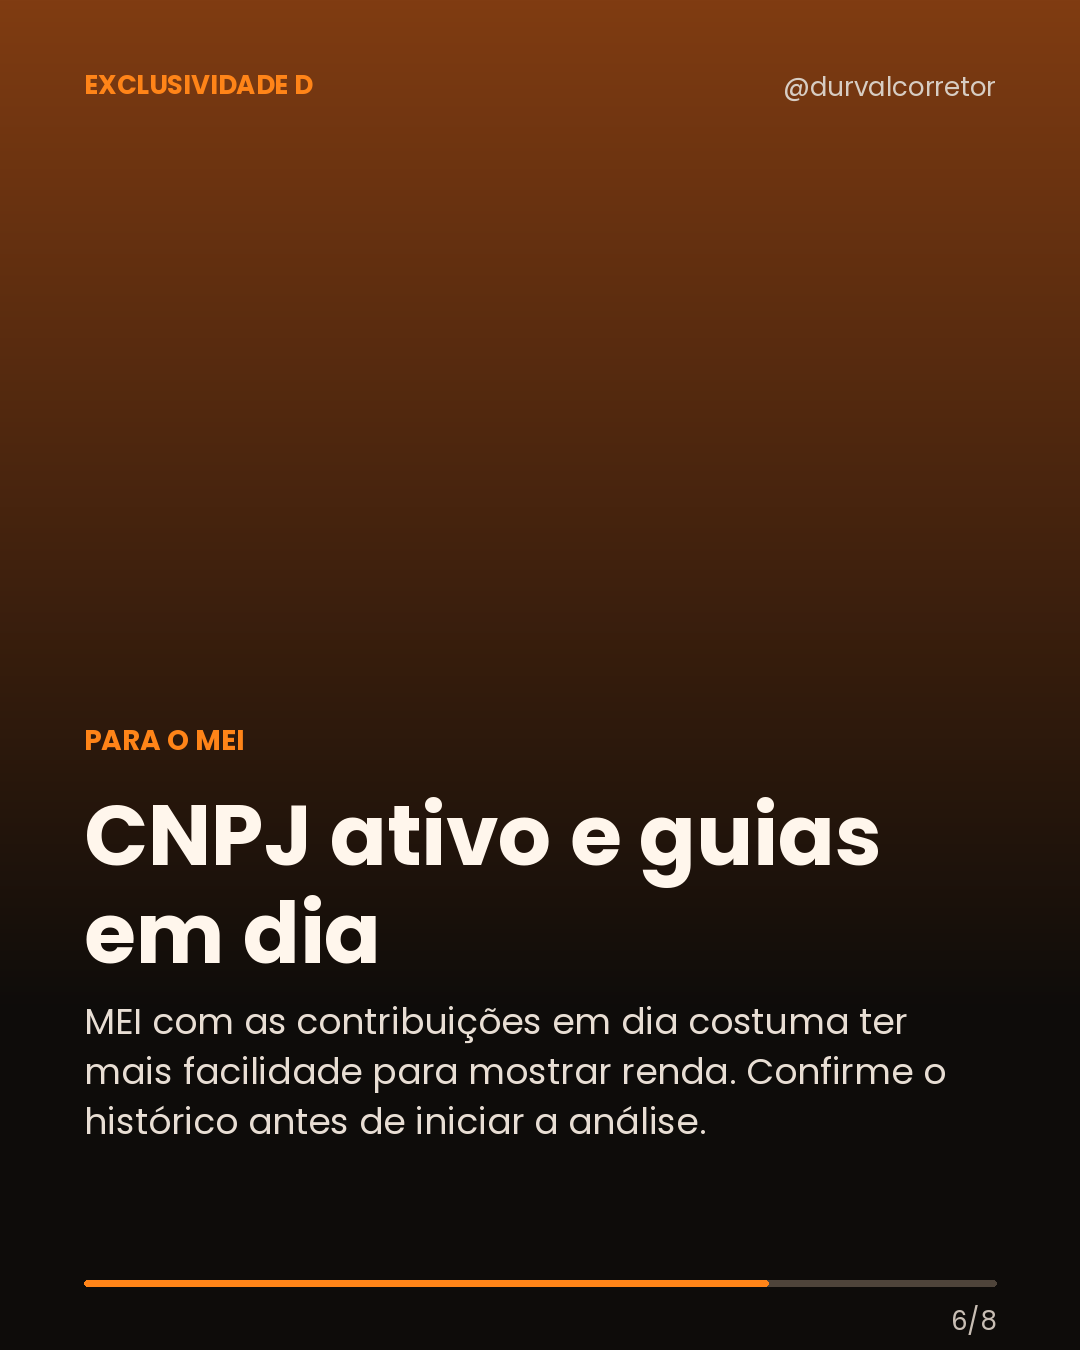 EXCLUSIVIDADE D
@durvalcorretor
PARA O MEI
CNPJ ativo e guias
em dia
MEI com as contribuições em dia costuma ter
mais facilidade para mostrar renda. Confirme o
histórico antes de iniciar a análise.
6/8